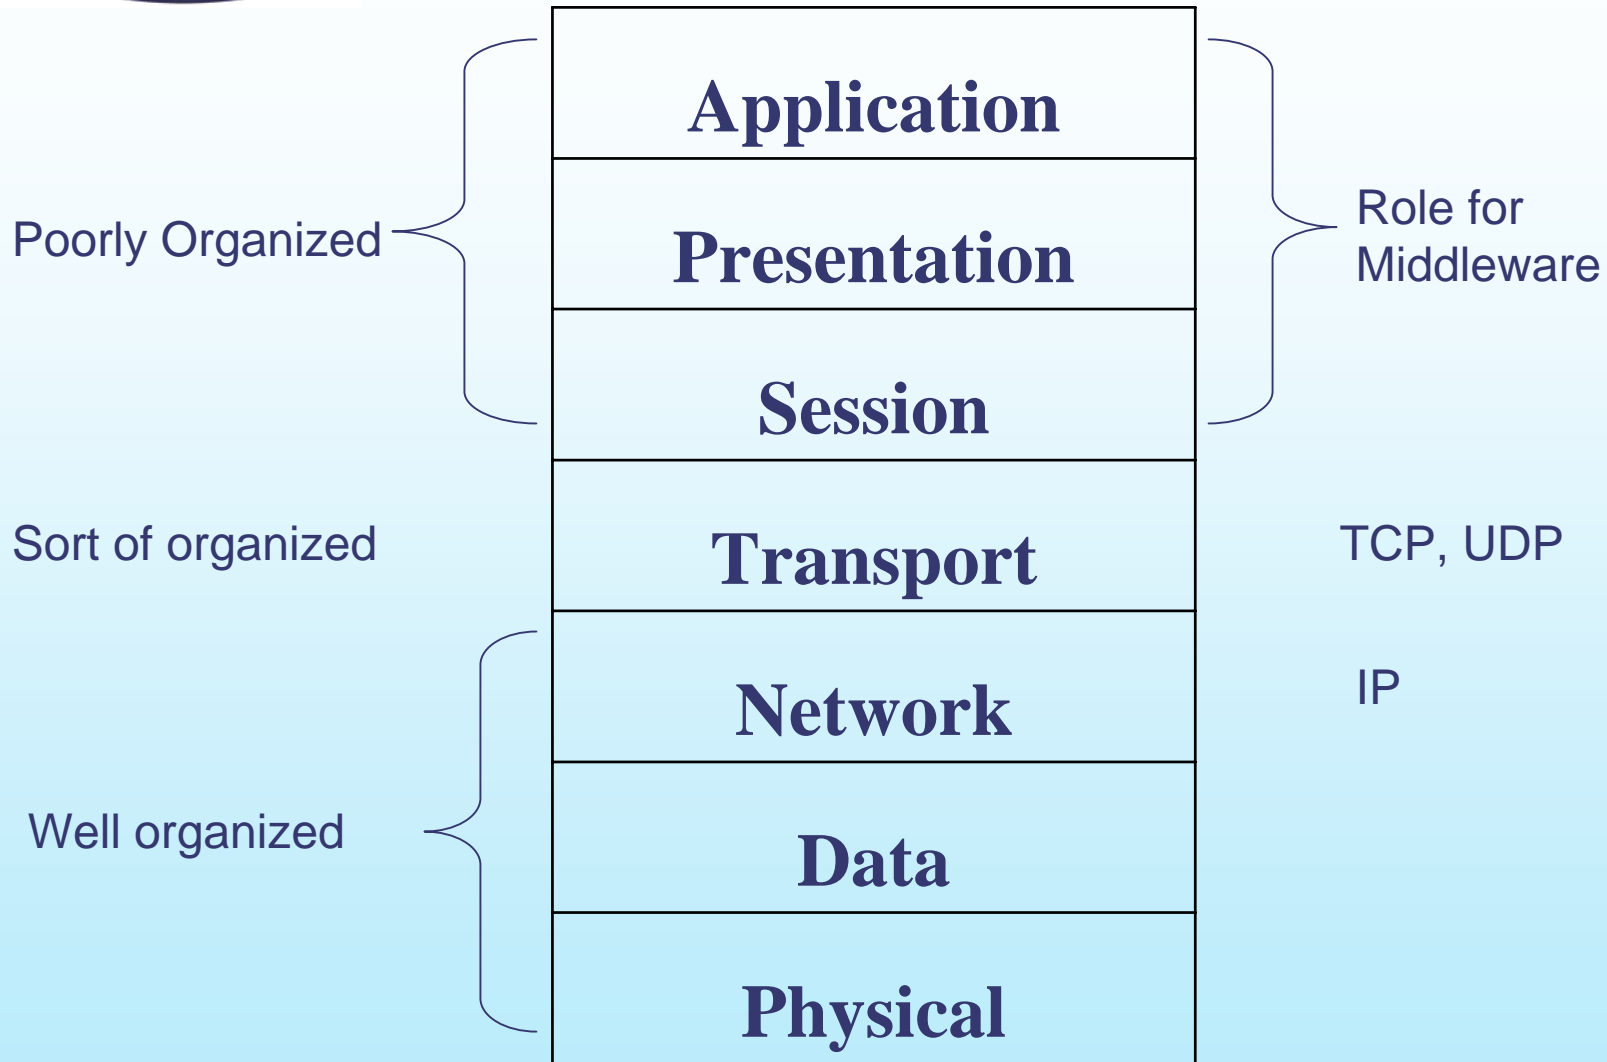 Application
Presentation
Session
Transport
Network
Data
Physical
Poorly Organized
Sort of organized
Well organized
Role for
Middleware
TCP, UDP
IP